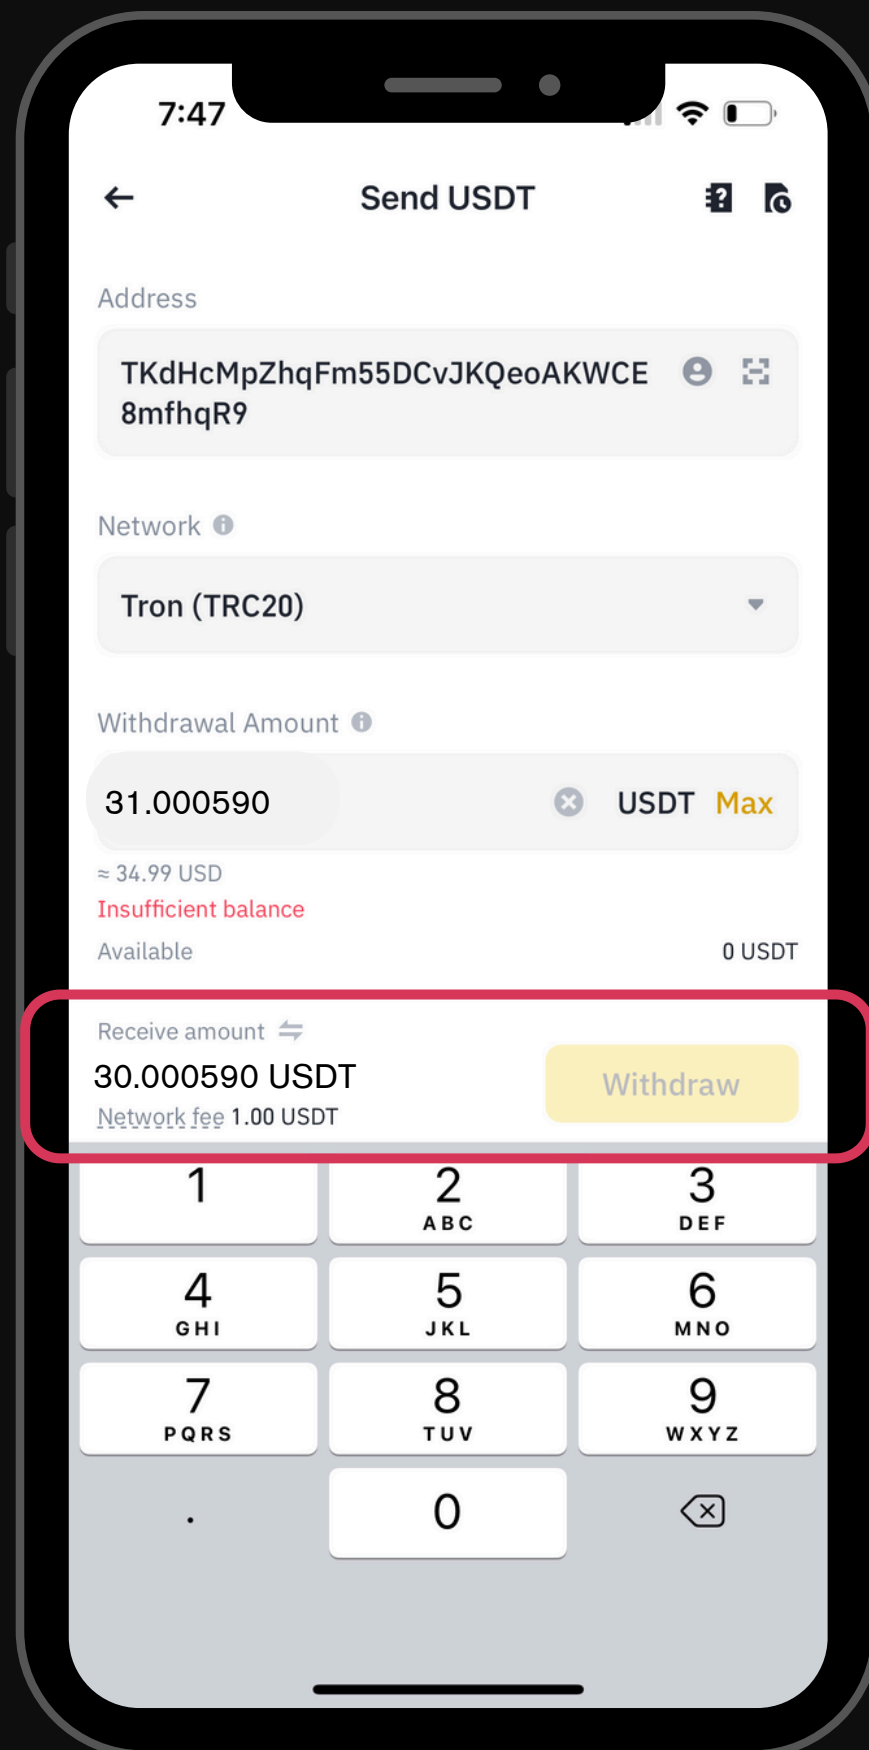 7:47
Send USDT
Address
TKdHcMpZhqFm55DCvJKQeoAKWCE
8mfhqR9
Network
Tron (TRC20)
Withdrawal Amount
31.000590 USDT Max
≈ 34.99 USD
Insufficient balance
Available 0 USDT
Receive amount
30.000590 USDT
Withdraw
Network fee 1.00 USDT
1 2 3
ABC DEF
4 5 6
GHI JKL MNO
7 8 9
PQRS TUV WXYZ
. 0